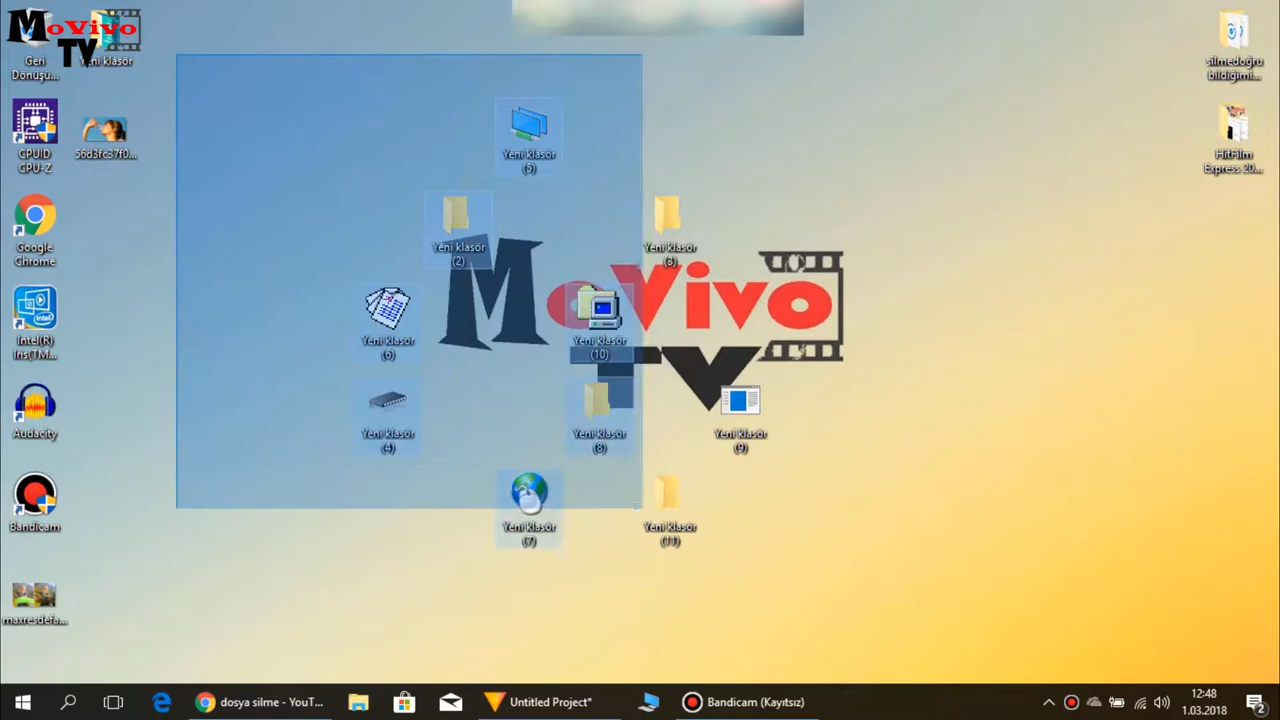 MoVivo
TV
Geri
Dönüşü...
Yeni klasör
CPUID
CPU-Z
56d3fc37f0...
Google
Chrome
Intel(R)
Ins(TM...
Audacity
Bandicam
maxresdefa...
Yeni klasör
(5)
Yeni klasör
(2)
Yeni klasör
(3)
Yeni klasör
(6)
Yeni klasör
(10)
Yeni klasör
(4)
Yeni klasör
(8)
Yeni klasör
(9)
Yeni klasör
(7)
Yeni klasör
(11)
MoVivo
TV
silmedoğru
bildiğimi...
HitFilm
Express 20...
dosya silme - YouT...
Untitled Project*
Bandicam (Kayıtsız)
12:48
1.03.2018
2